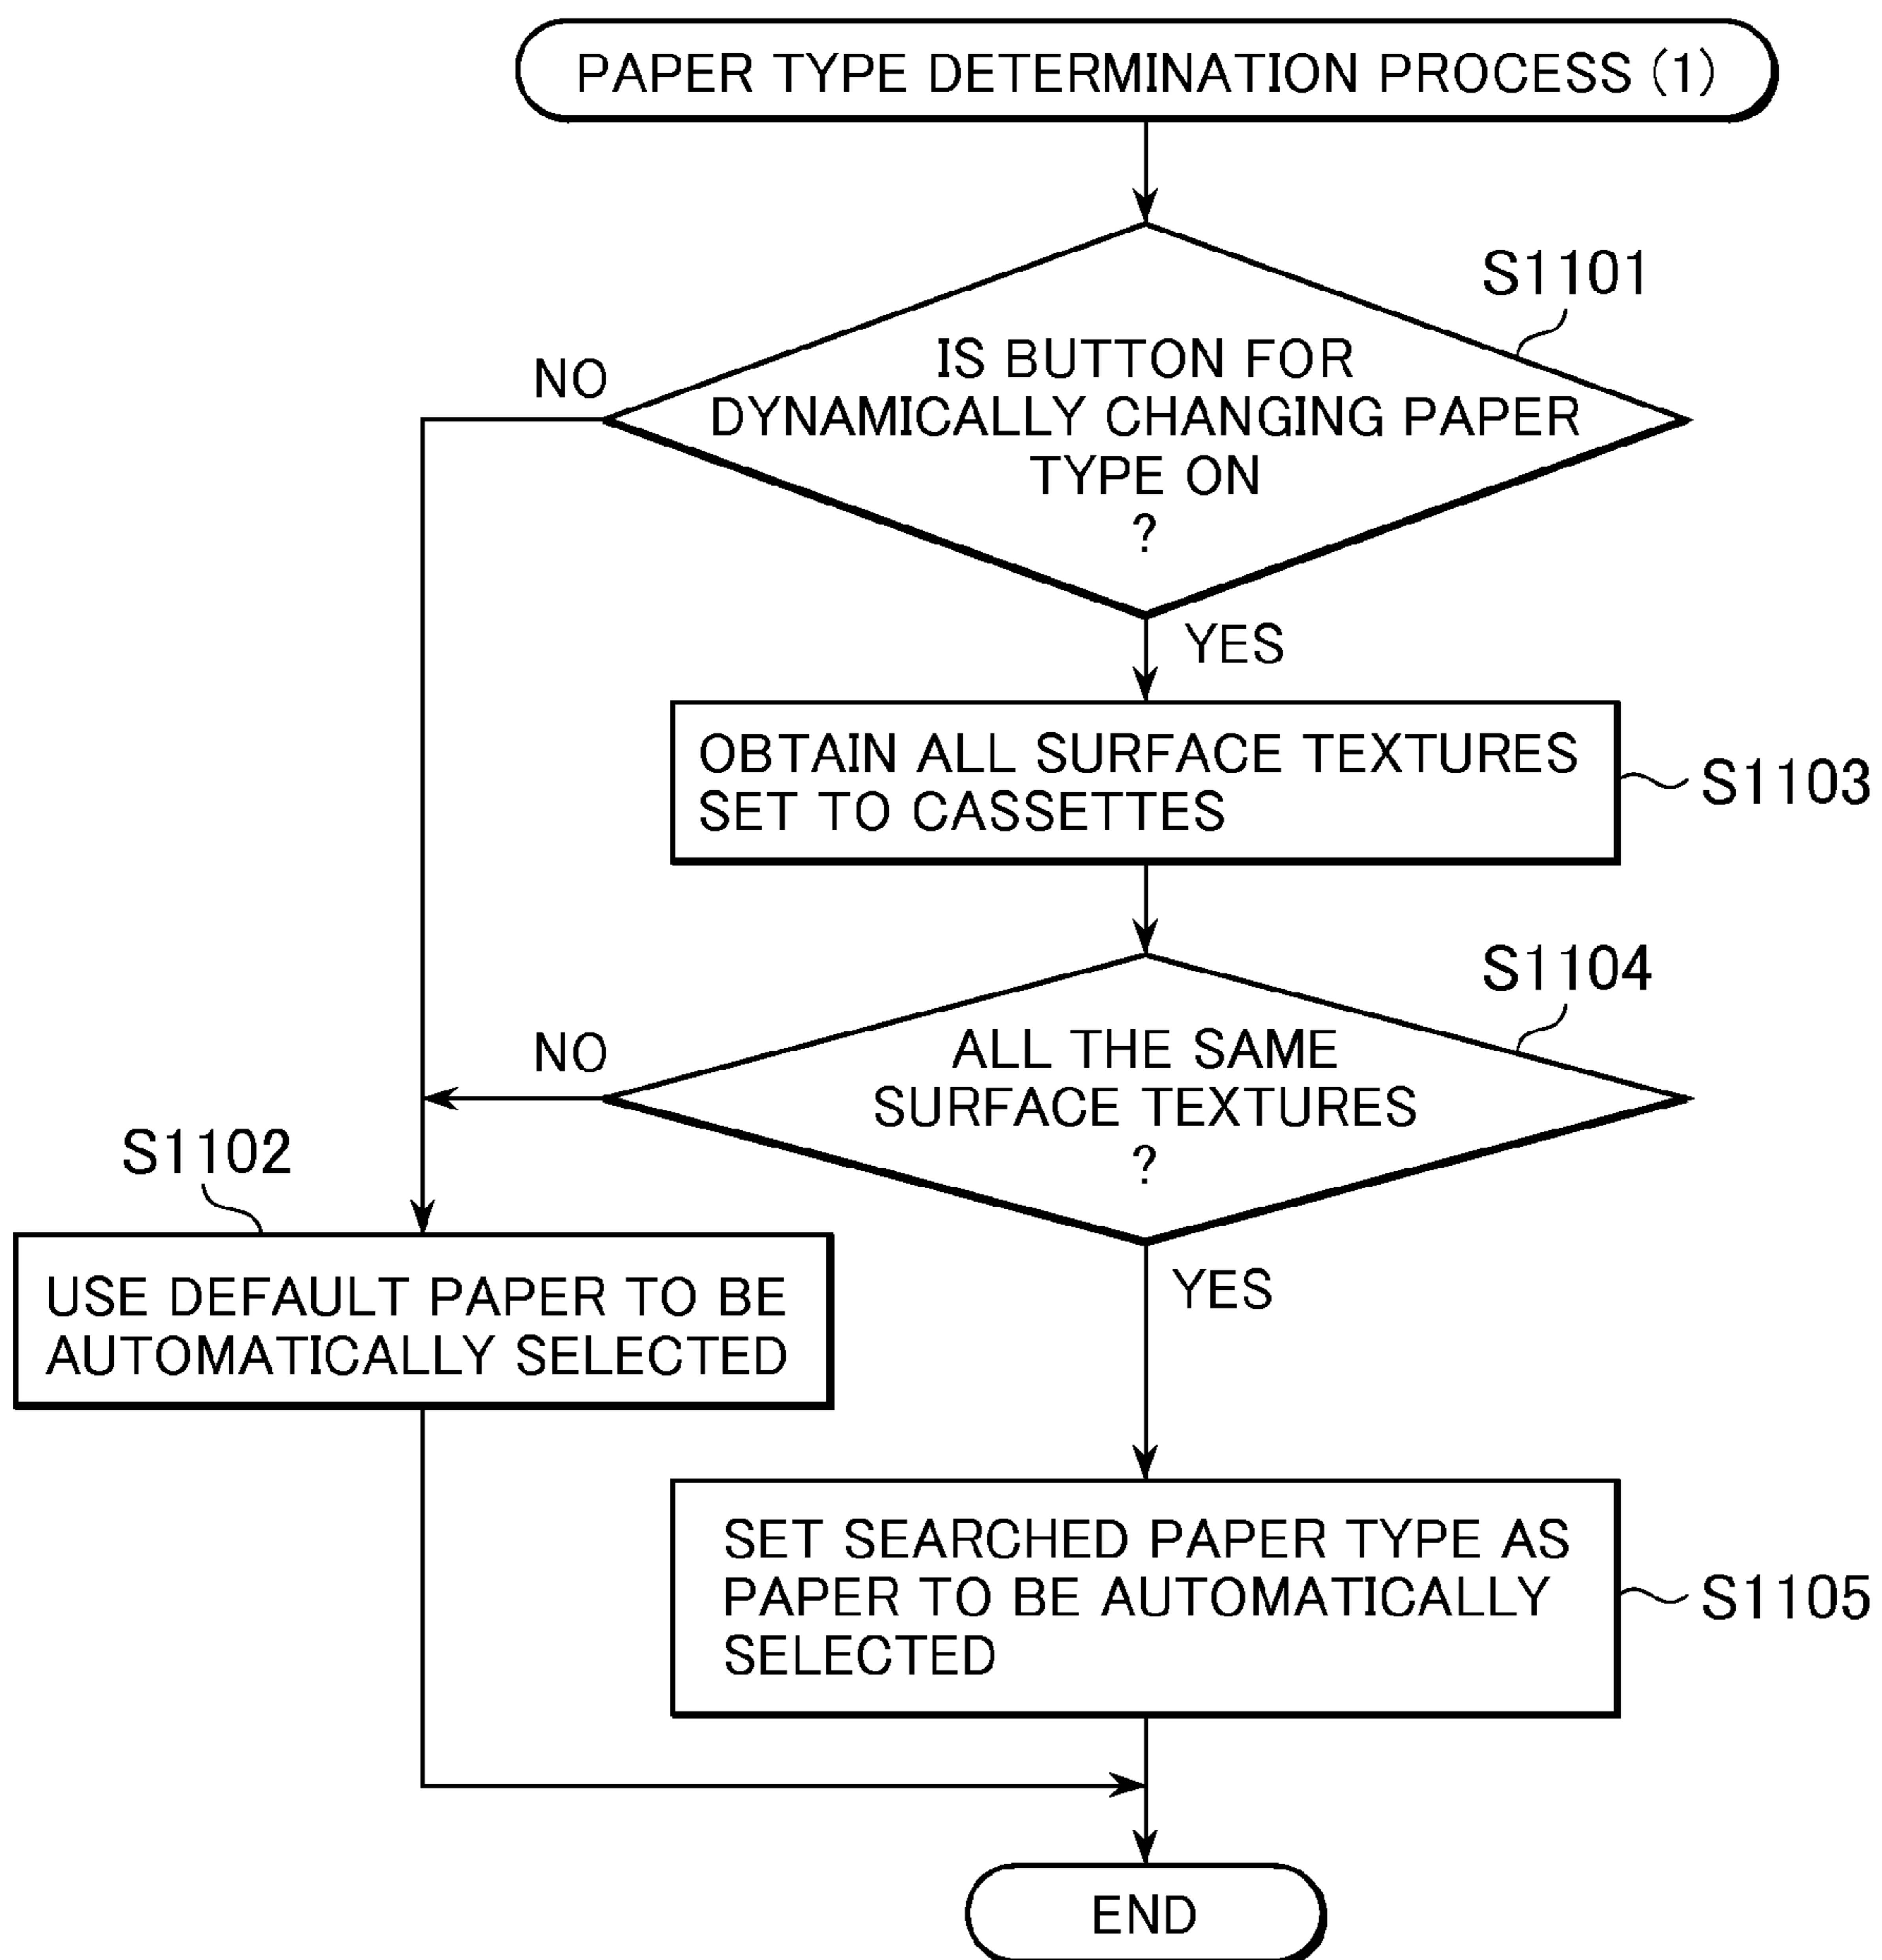 PAPER TYPE DETERMINATION PROCESS (1)
S1101
IS BUTTON FOR
DYNAMICALLY CHANGING PAPER
TYPE ON
?
NO
YES
OBTAIN ALL SURFACE TEXTURES
SET TO CASSETTES
S1103
S1104
ALL THE SAME
SURFACE TEXTURES
?
NO
YES
S1102
USE DEFAULT PAPER TO BE
AUTOMATICALLY SELECTED
SET SEARCHED PAPER TYPE AS
PAPER TO BE AUTOMATICALLY
SELECTED
S1105
END